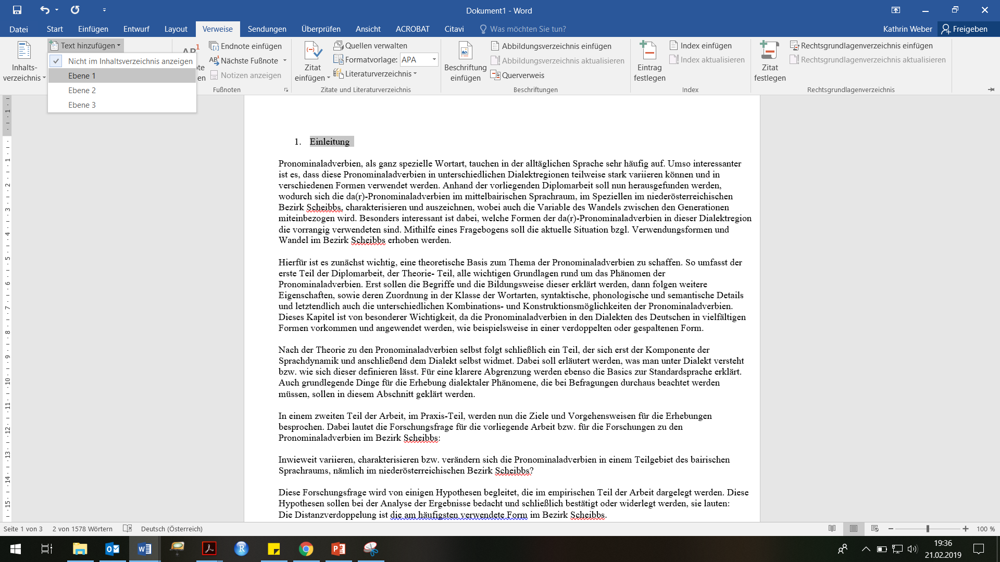 Dokument1 - Word
Datei Start Einfügen Entwurf Layout Verweise Sendungen Überprüfen Ansicht ACROBAT Citavi Was möchten Sie tun? Kathrin Weber Freigeben
Inhalts-
verzeichnis
Text hinzufügen
Nicht im Inhaltsverzeichnis anzeigen
Ebene 1
Ebene 2
Ebene 3
AB1
Endnote einfügen
Nächste Fußnote
Notizen anzeigen
Fußnoten
Zitat
einfügen
Quellen verwalten
Formatvorlage: APA
Literaturverzeichnis
Zitate und Literaturverzeichnis
Beschriftung
einfügen
Abbildungsverzeichnis einfügen
Abbildungsverzeichnis aktualisieren
Querverweis
Beschriftungen
Eintrag
festlegen
Index einfügen
Index aktualisieren
Index
Zitat
festlegen
Rechtsgrundlagenverzeichnis einfügen
Rechtsgrundlagenverzeichnis aktualisieren
Rechtsgrundlagenverzeichnis
1. Einleitung
Pronominaladverbien, als ganz spezielle Wortart, tauchen in der alltäglichen Sprache sehr häufig auf. Umso interessanter
ist es, dass diese Pronominaladverbien in unterschiedlichen Dialektregionen teilweise stark variieren können und in
verschiedenen Formen verwendet werden. Anhand der vorliegenden Diplomarbeit soll nun herausgefunden werden,
wodurch sich die da(r)-Pronominaladverbien im mittelbairischen Sprachraum, im Speziellen im niederösterreichischen
Bezirk Scheibbs, charakterisieren und auszeichnen, wobei auch die Variable des Wandels zwischen den Generationen
miteinbezogen wird. Besonders interessant ist dabei, welche Formen der da(r)-Pronominaladverbien in dieser Dialektregion
die vorrangig verwendeten sind. Mithilfe eines Fragebogens soll die aktuelle Situation bzgl. Verwendungsformen und
Wandel im Bezirk Scheibbs erhoben werden.
Hierfür ist es zunächst wichtig, eine theoretische Basis zum Thema der Pronominaladverbien zu schaffen. So umfasst der
erste Teil der Diplomarbeit, der Theorie- Teil, alle wichtigen Grundlagen rund um das Phänomen der
Pronominaladverbien. Erst sollen die Begriffe und die Bildungsweise dieser erklärt werden, dann folgen weitere
Eigenschaften, sowie deren Zuordnung in der Klasse der Wortarten, syntaktische, phonologische und semantische Details
und letztendlich auch die unterschiedlichen Kombinations- und Konstruktionsmöglichkeiten der Pronominaladverbien.
Dieses Kapitel ist von besonderer Wichtigkeit, da die Pronominaladverbien in den Dialekten des Deutschen in vielfältigen
Formen vorkommen und angewendet werden, wie beispielsweise in einer verdoppelten oder gespaltenen Form.
Nach der Theorie zu den Pronominaladverbien selbst folgt schließlich ein Teil, der sich erst der Komponente der
Sprachdynamik und anschließend dem Dialekt selbst widmet. Dabei soll erläutert werden, was man unter Dialekt versteht
bzw. wie sich dieser definieren lässt. Für eine klarere Abgrenzung werden ebenso die Basics zur Standardsprache erklärt.
Auch grundlegende Dinge für die Erhebung dialektaler Phänomene, die bei Befragungen durchaus beachtet werden
müssen, sollen in diesem Abschnitt geklärt werden.
In einem zweiten Teil der Arbeit, im Praxis-Teil, werden nun die Ziele und Vorgehensweisen für die Erhebungen
besprochen. Dabei lautet die Forschungsfrage für die vorliegende Arbeit bzw. für die Forschungen zu den
Pronominaladverbien im Bezirk Scheibbs:
Inwieweit variieren, charakterisieren bzw. verändern sich die Pronominaladverbien in einem Teilgebiet des bairischen
Sprachraums, nämlich im niederösterreichischen Bezirk Scheibbs?
Diese Forschungsfrage wird von einigen Hypothesen begleitet, die im empirischen Teil der Arbeit dargelegt werden. Diese
Hypothesen sollen bei der Analyse der Ergebnisse bedacht und schließlich bestätigt oder widerlegt werden, sie lauten:
Die Distanzverdoppelung ist die am häufigsten verwendete Form im Bezirk Scheibbs.
Seite 1 von 3 2 von 1578 Wörtern Deutsch (Österreich) 100 %
19:36
21.02.2019